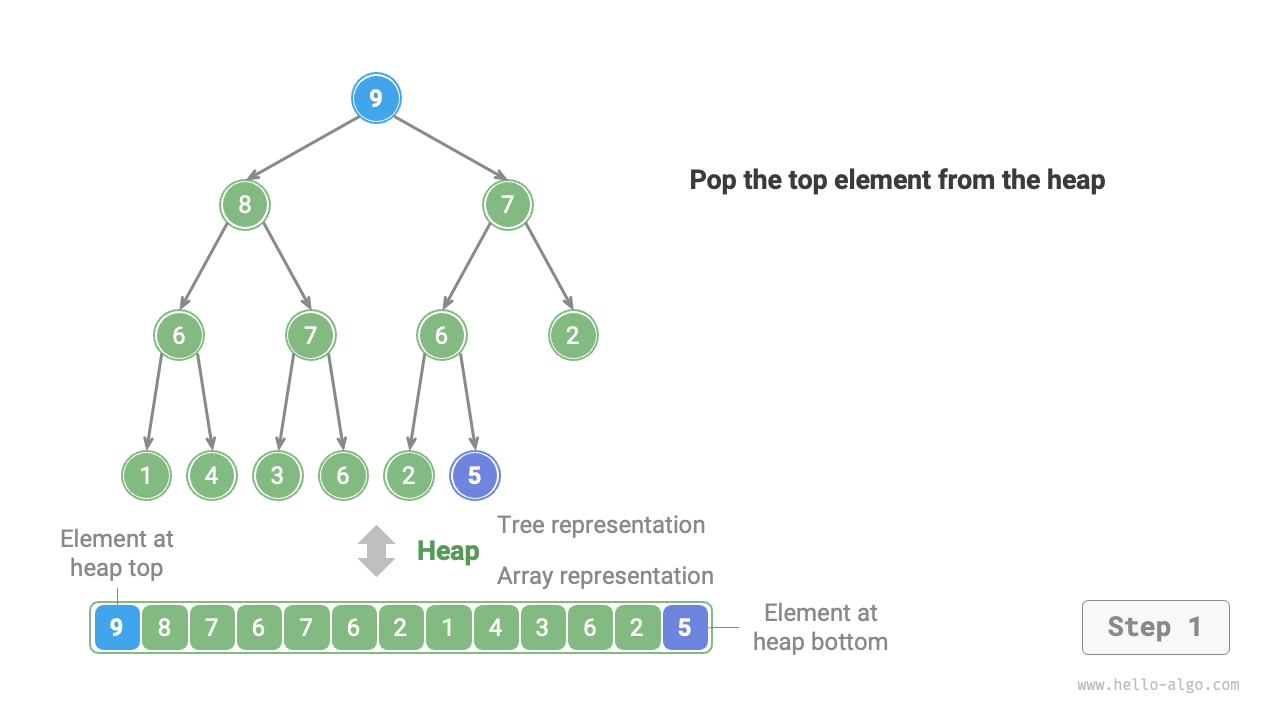 9
Pop the top element from the heap
8 7
6 7 6 2
1 4 3 6 2 5
Tree representation
Element at
heap top
Heap
Array representation
9 8 7 6 7 6 2 1 4 3 6 2 5
Element at
heap bottom
Step 1
www.hello-algo.com